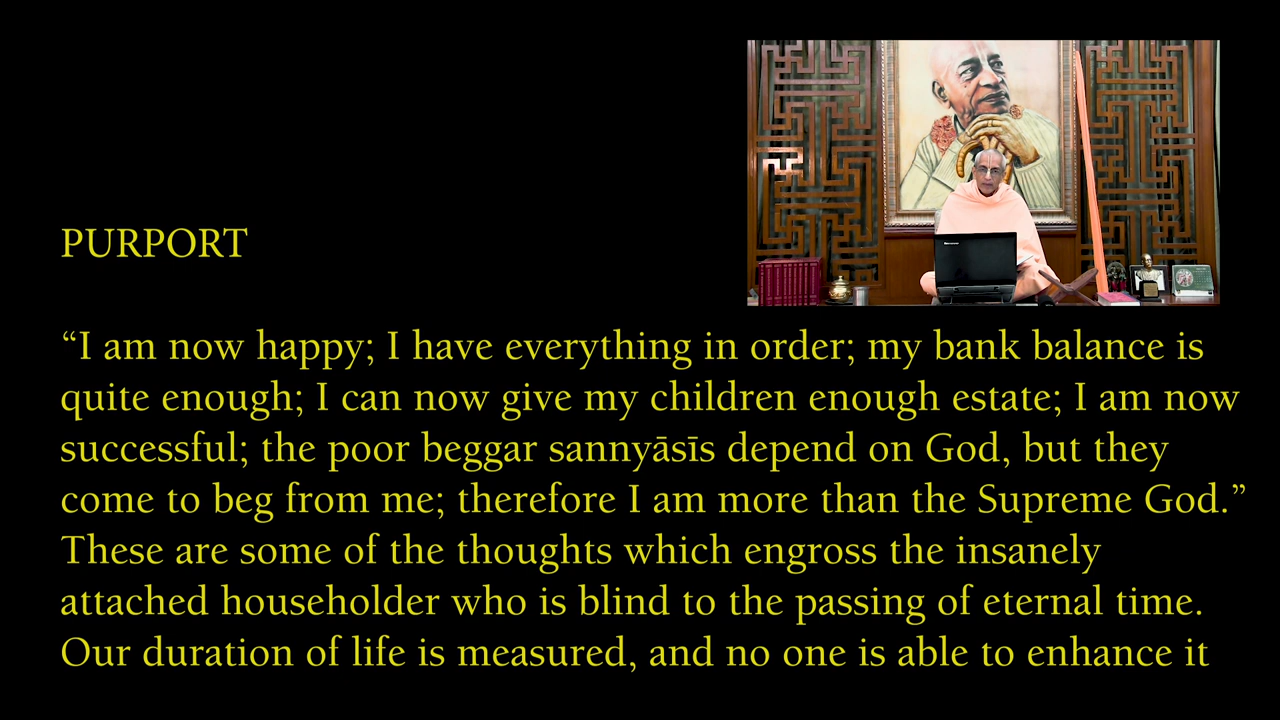 PURPORT
“I am now happy; I have everything in order; my bank balance is
quite enough; I can now give my children enough estate; I am now
successful; the poor beggar sannyāsīs depend on God, but they
come to beg from me; therefore I am more than the Supreme God.”
These are some of the thoughts which engross the insanely
attached householder who is blind to the passing of eternal time.
Our duration of life is measured, and no one is able to enhance it